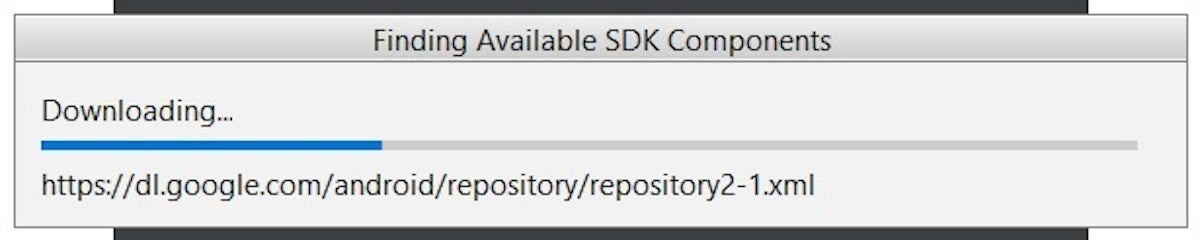 Finding Available SDK Components
Downloading...
https://dl.google.com/android/repository/repository2-1.xml